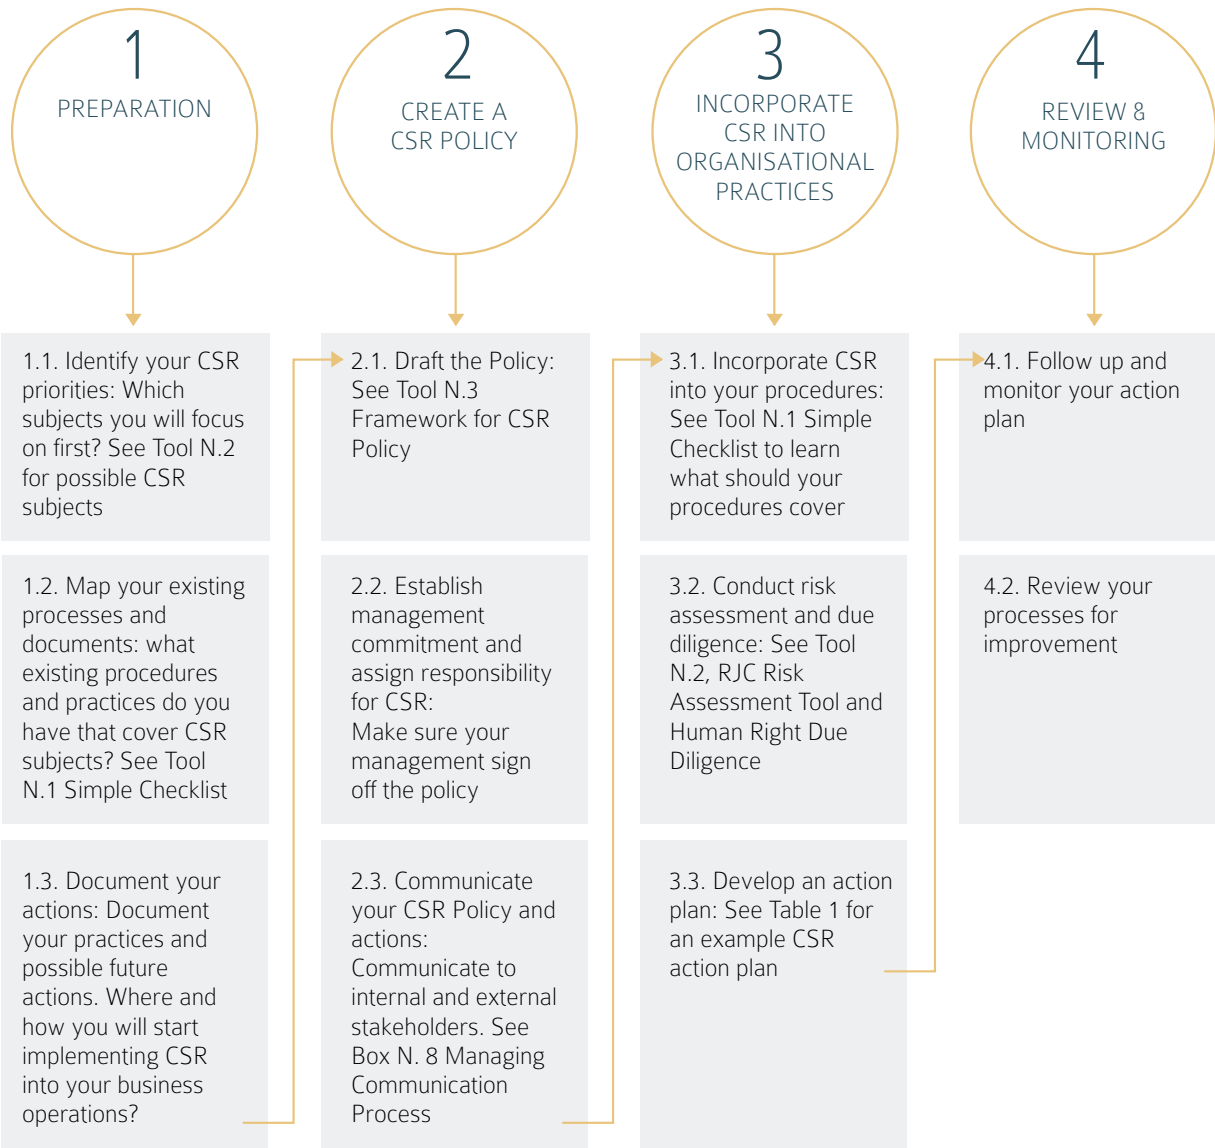 1
PREPARATION
1.1. Identify your CSR
priorities: Which
subjects you will focus
on first? See Tool N.2
for possible CSR
subjects
1.2. Map your existing
processes and
documents: what
existing procedures
and practices do you
have that cover CSR
subjects? See Tool
N.1 Simple Checklist
1.3. Document your
actions: Document
your practices and
possible future
actions. Where and
how you will start
implementing CSR
into your business
operations?
2
CREATE A
CSR POLICY
2.1. Draft the Policy:
See Tool N.3
Framework for CSR
Policy
2.2. Establish
management
commitment and
assign responsibility
for CSR:
Make sure your
management sign
off the policy
2.3. Communicate
your CSR Policy and
actions:
Communicate to
internal and external
stakeholders. See
Box N. 8 Managing
Communication
Process
3
INCORPORATE
CSR INTO
ORGANISATIONAL
PRACTICES
3.1. Incorporate CSR
into your procedures:
See Tool N.1 Simple
Checklist to learn
what should your
procedures cover
3.2. Conduct risk
assessment and due
diligence: See Tool
N.2, RJC Risk
Assessment Tool and
Human Right Due
Diligence
3.3. Develop an action
plan: See Table 1 for
an example CSR
action plan
4
REVIEW &
MONITORING
4.1. Follow up and
monitor your action
plan
4.2. Review your
processes for
improvement